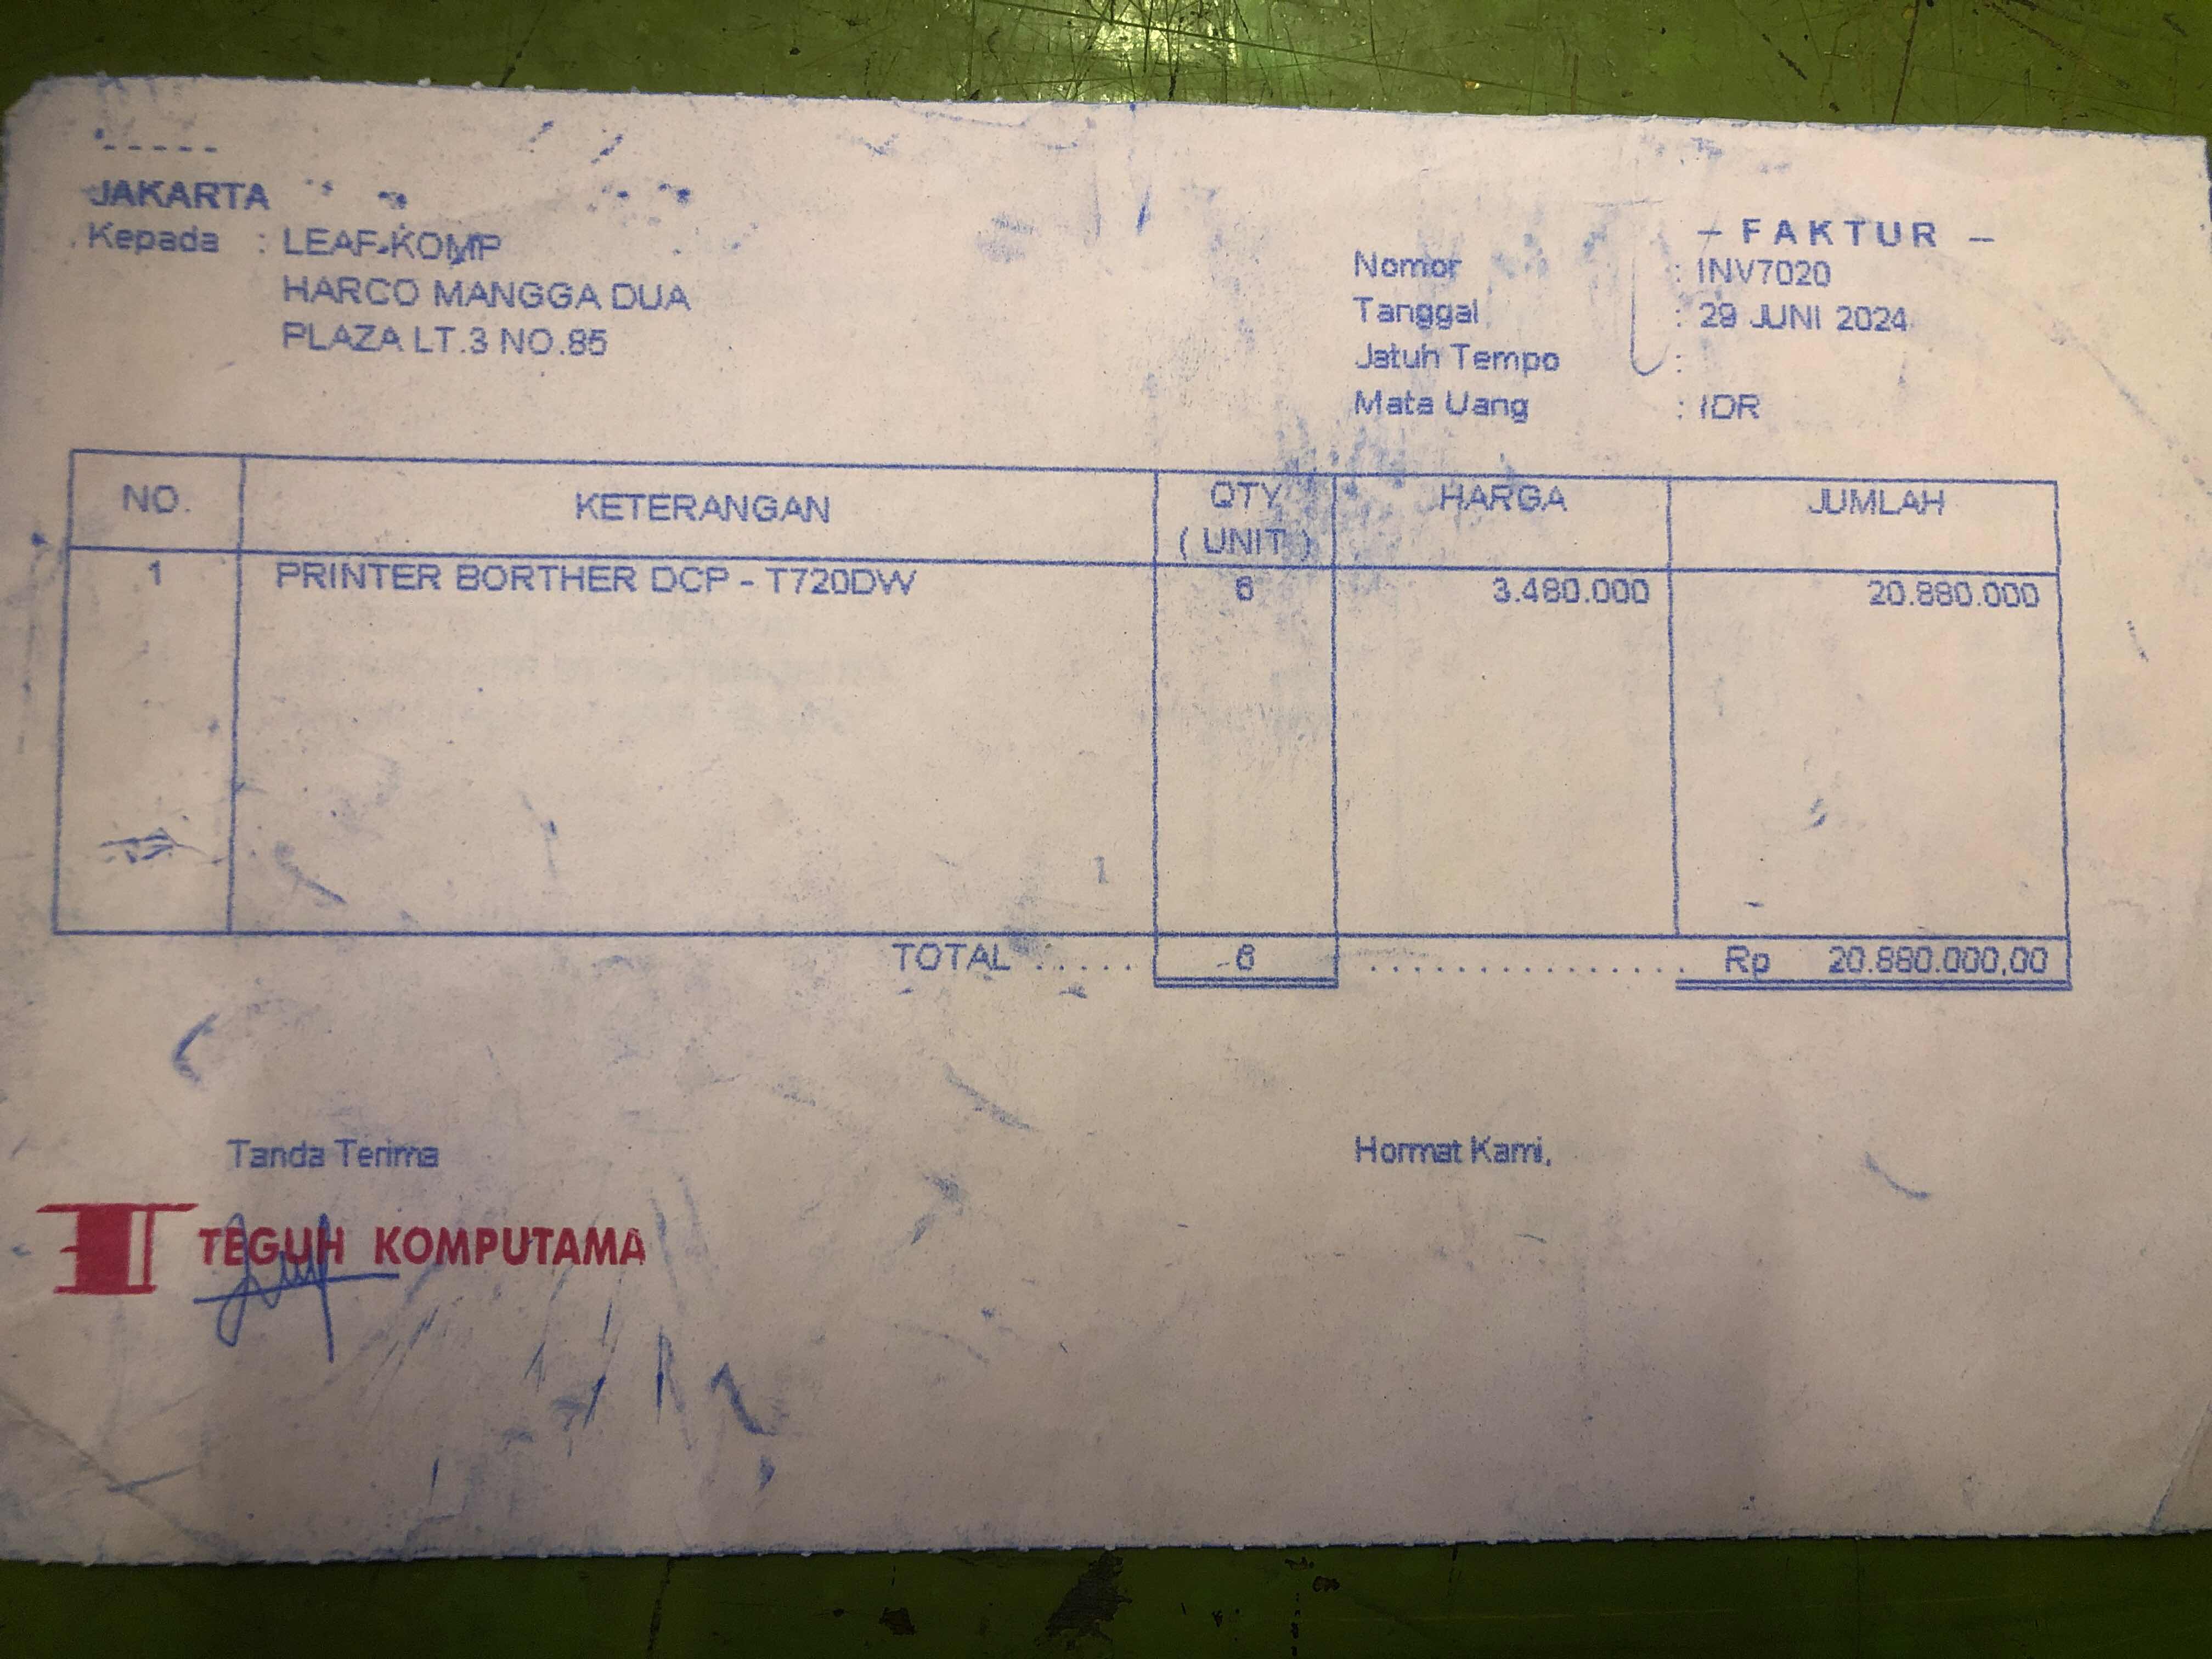 JAKARTA
Kepada : LEAF-KOMP
HARCO MANGGA DUA
PLAZA LT.3 NO.85
– FAKTUR –
Nomor : INV7020
Tanggal : 29 JUNI 2024
Jatuh Tempo :
Mata Uang : IDR
NO. KETERANGAN QTY ( UNIT ) HARGA JUMLAH
1 PRINTER BORTHER DCP - T720DW 6 3.480.000 20.880.000
TOTAL ..... 6 ............... Rp 20.880.000,00
Tanda Terima Hormat Kami,
TEGUH KOMPUTAMA